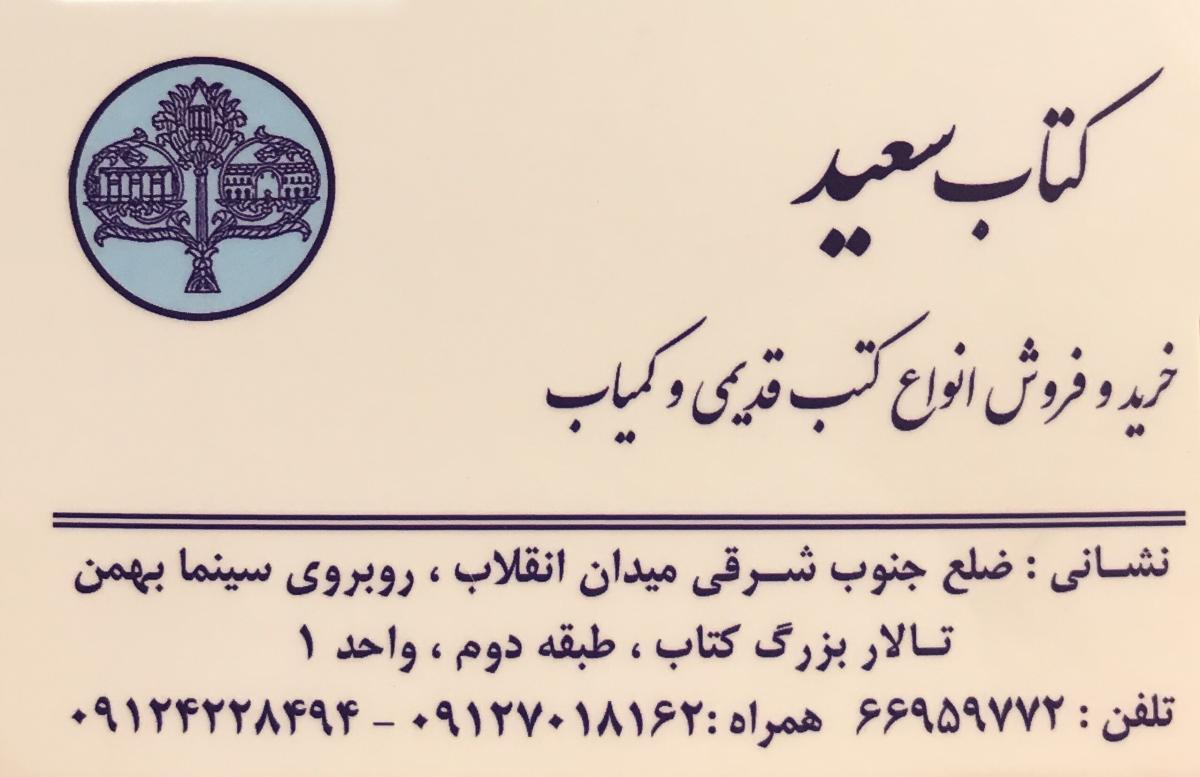 کتاب سعید
خرید و فروش انواع کتب قدیمی و کمیاب
نشانی : ضلع جنوب شرقی میدان انقلاب ، روبروی سینما بهمن
تالار بزرگ کتاب ، طبقه دوم ، واحد ۱
تلفن : ۶۶۹۵۹۷۷۲ همراه :۰۹۱۲۷۰۱۸۱۶۲ - ۰۹۱۲۴۲۲۸۴۹۴